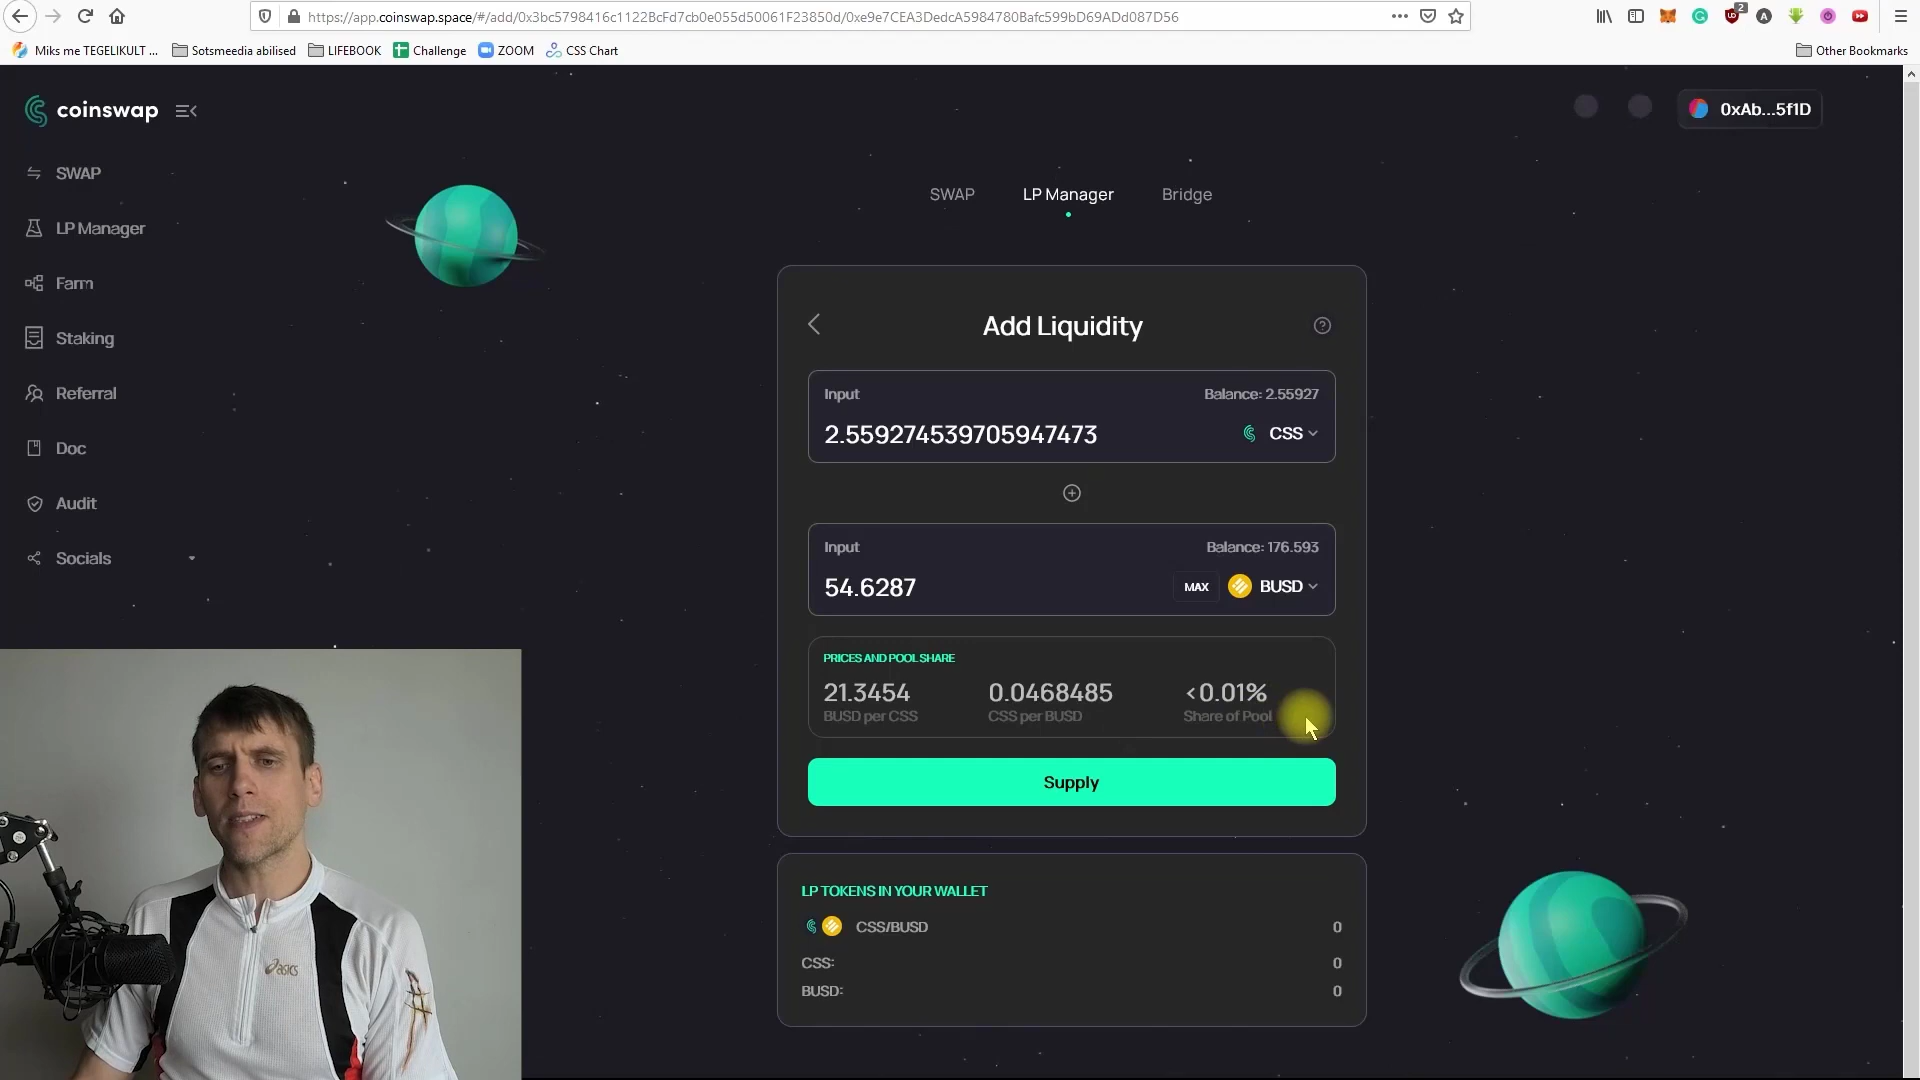 https://app.coinswap.space/#/add/0x3bc5798416c1122BcFd7cb0e055d50061F23850d/0xe9e7CEA3DedcA5984780Bafc599bD69ADd087D56
2
Miks me TEGELIKULT ...
Sotsmeedia abilised
LIFEBOOK
Challenge
ZOOM
CSS Chart
Other Bookmarks
coinswap
0xAb...5f1D
SWAP
LP Manager
Farm
Staking
Referral
Doc
Audit
Socials
SWAP
LP Manager
Bridge
Add Liquidity
Input
Balance: 2.55927
2.559274539705947473
CSS
Input
Balance: 176.593
54.6287
MAX
BUSD
PRICES AND POOL SHARE
21.3454
0.0468485
<0.01%
BUSD per CSS
CSS per BUSD
Share of Pool
Supply
LP TOKENS IN YOUR WALLET
CSS/BUSD
0
CSS:
0
BUSD:
0
asics